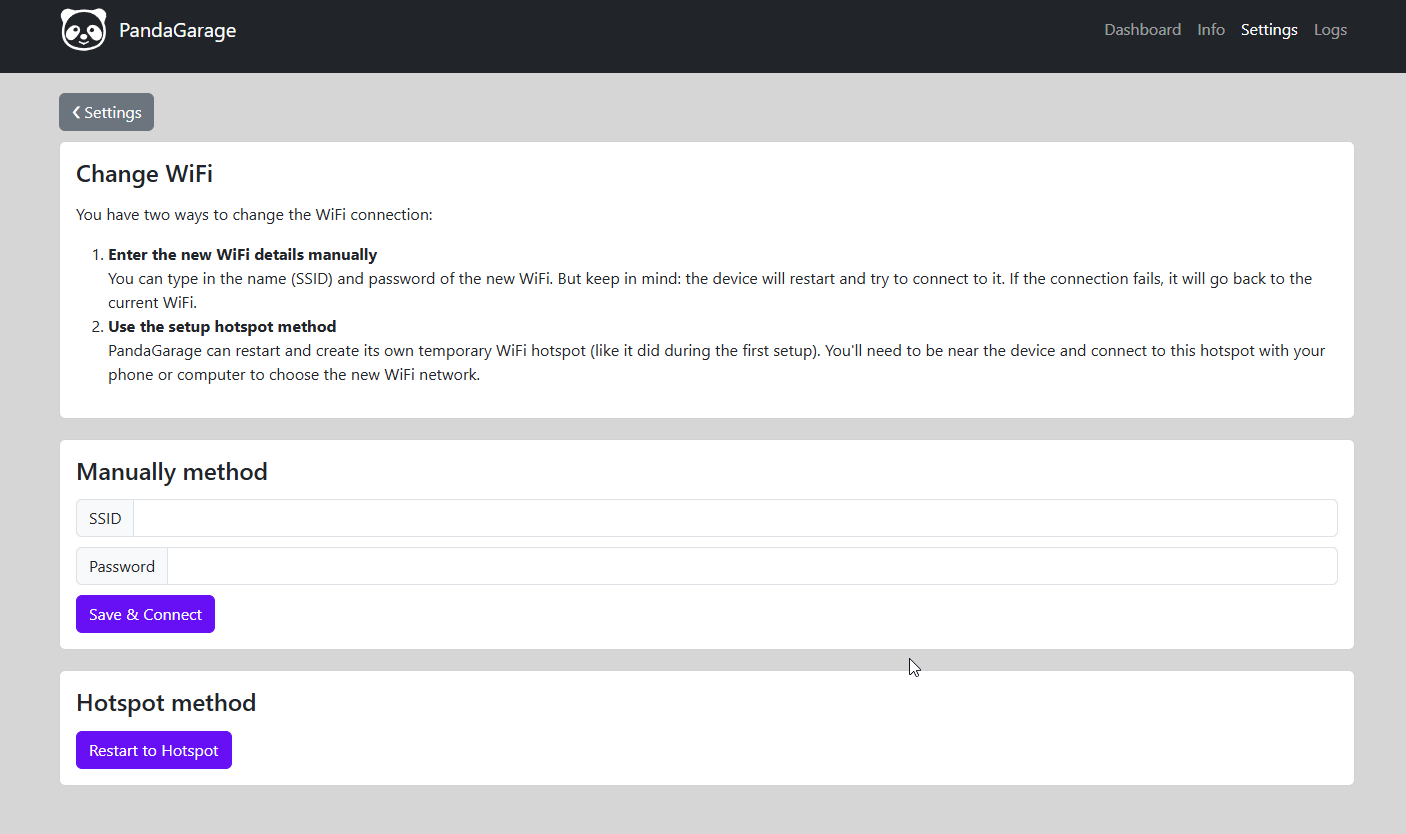 PandaGarage
Dashboard Info Settings Logs
Settings
Change WiFi
You have two ways to change the WiFi connection:
1. Enter the new WiFi details manually
You can type in the name (SSID) and password of the new WiFi. But keep in mind: the device will restart and try to connect to it. If the connection fails, it will go back to the
current WiFi.
2. Use the setup hotspot method
PandaGarage can restart and create its own temporary WiFi hotspot (like it did during the first setup). You'll need to be near the device and connect to this hotspot with your
phone or computer to choose the new WiFi network.
Manually method
SSID
Password
Save & Connect
Hotspot method
Restart to Hotspot